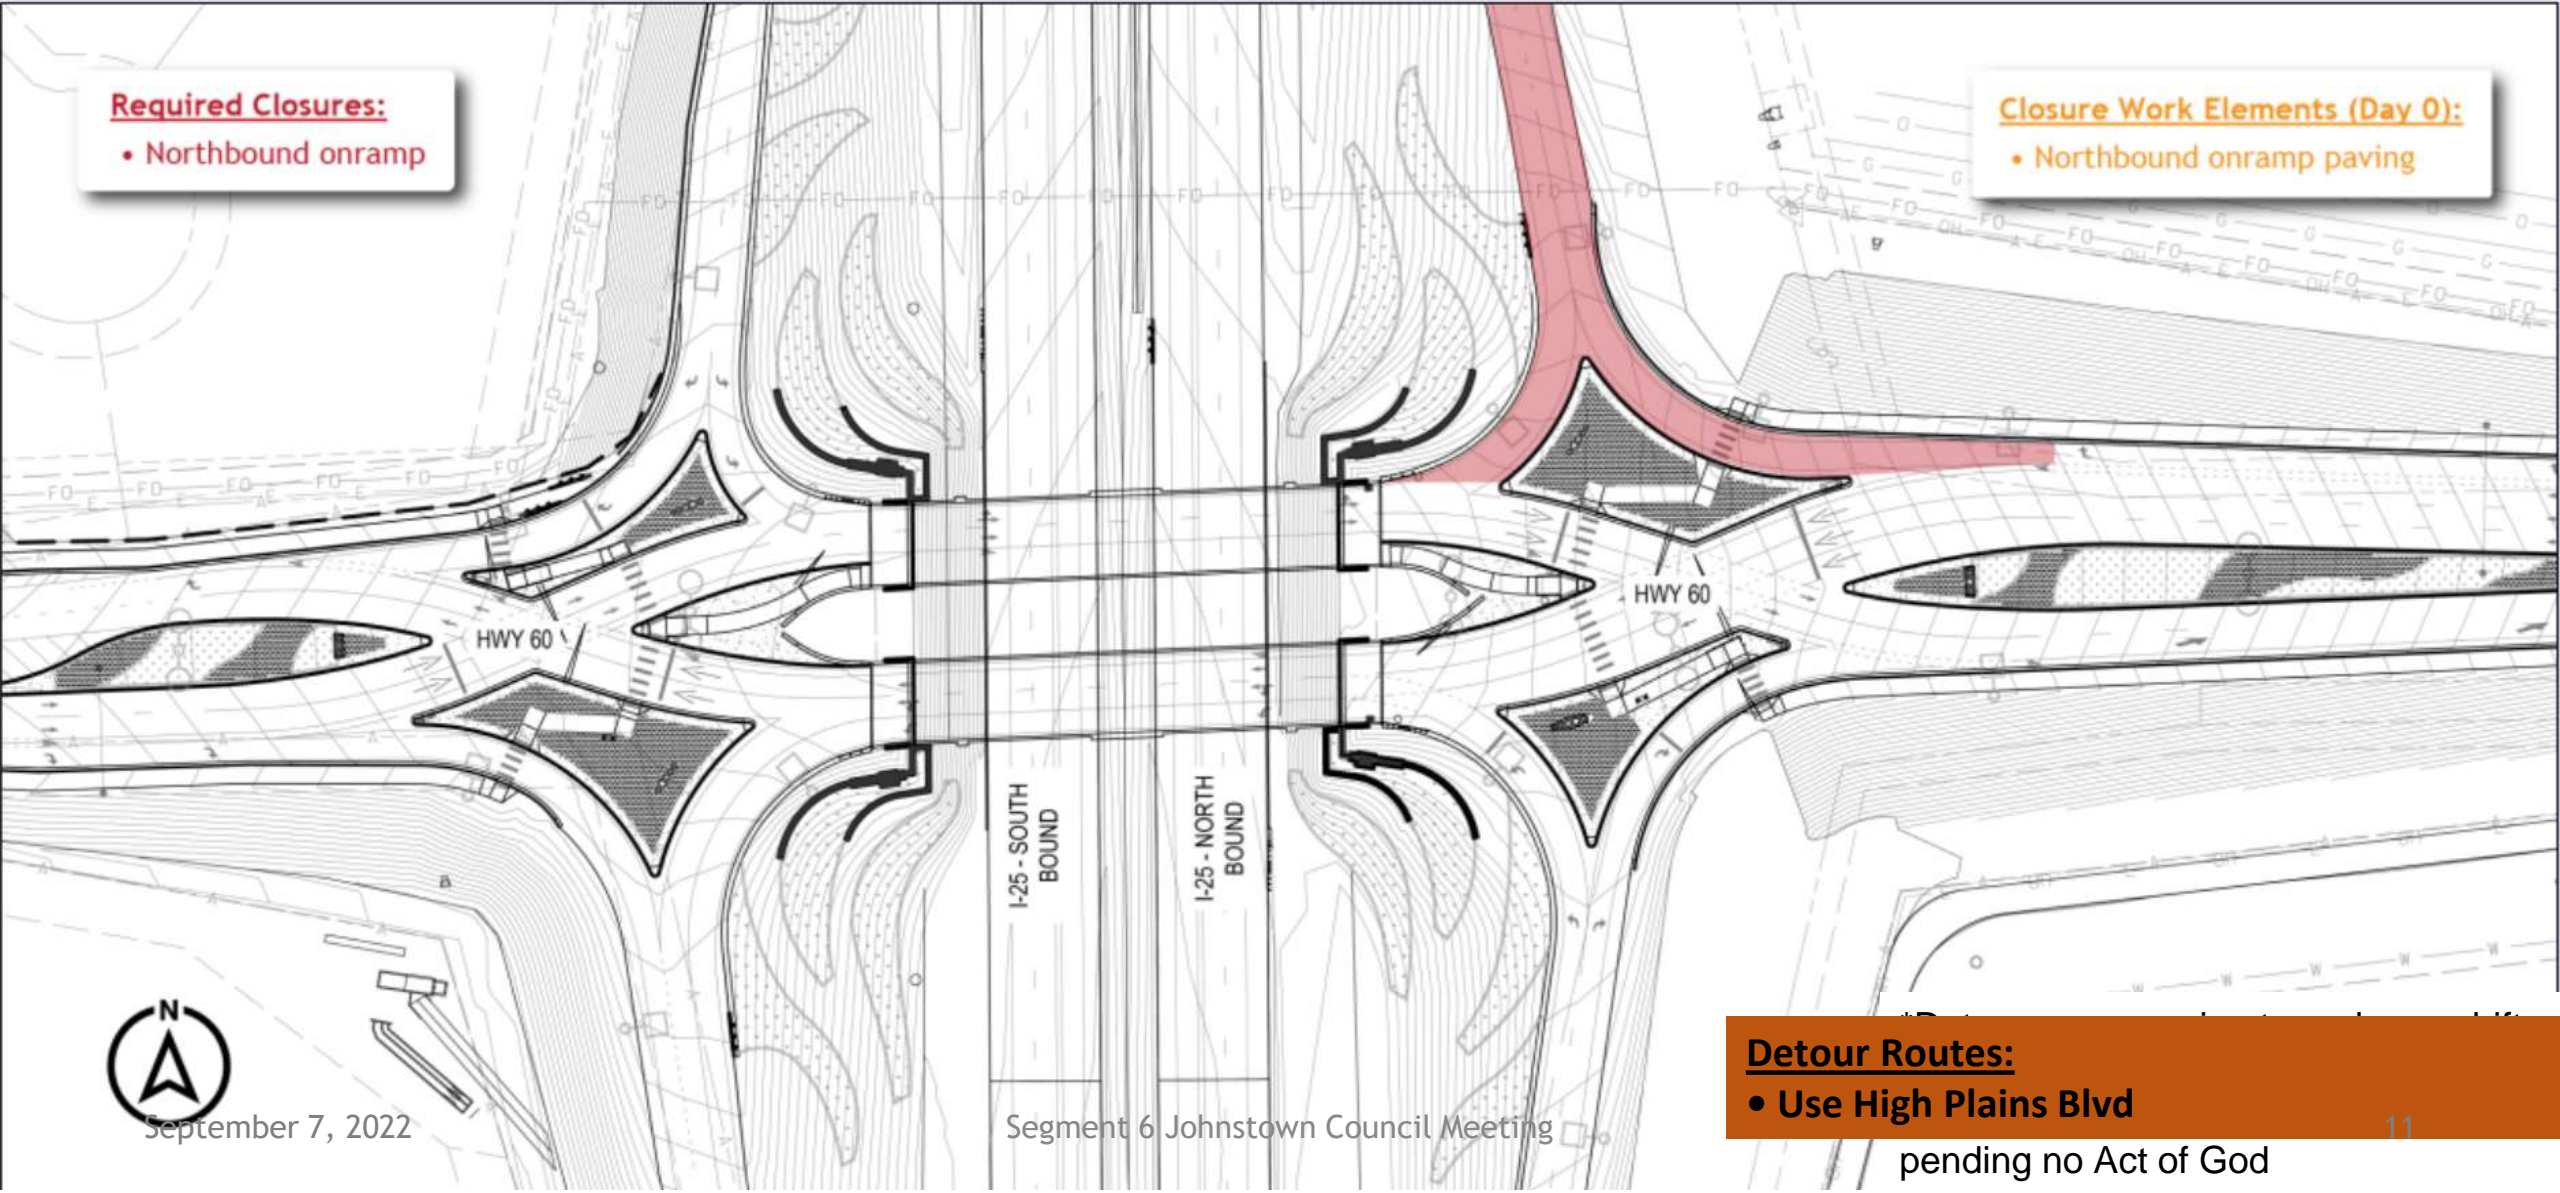 Required Closures:
• Northbound onramp
Closure Work Elements (Day 0):
• Northbound onramp paving
HWY 60
HWY 60
I-25 - SOUTH
BOUND
I-25 - NORTH
BOUND
N
Detour Routes:
• Use High Plains Blvd
pending no Act of God
September 7, 2022
Segment 6 Johnstown Council Meeting
11